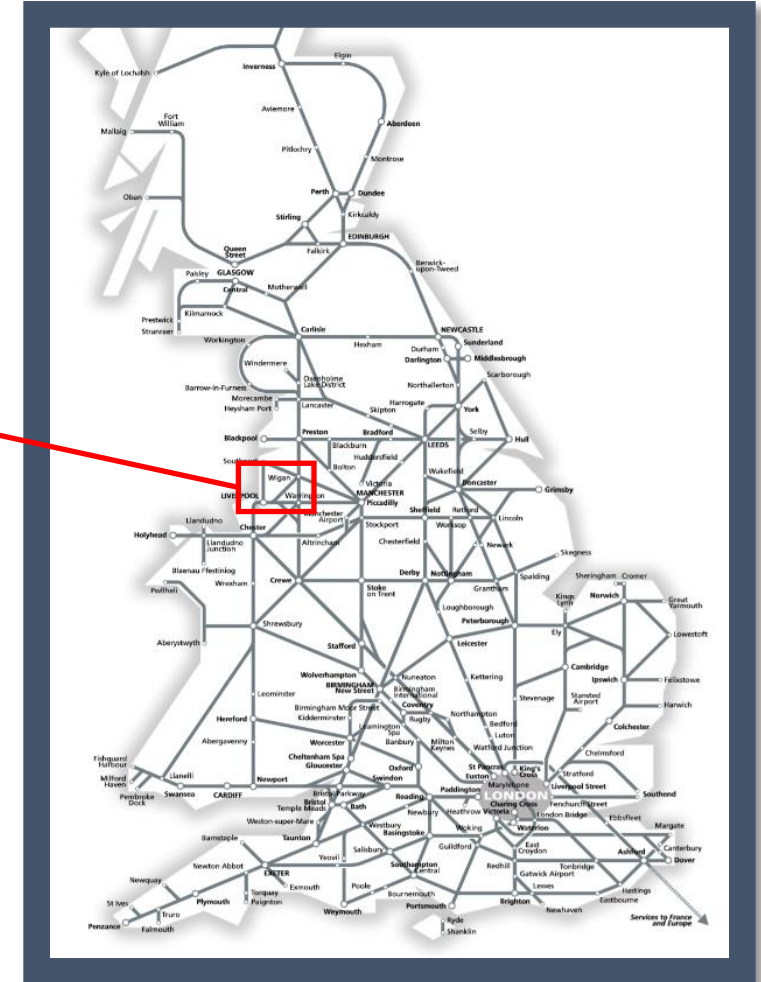 Elgin
Inverness
Kyle of Lochalsh
Aviemore
Fort
William
Mallaig
Aberdeen
Pitlochry
Montrose
Perth
Dundee
Oban
Stirling
Kirkcaldy
EDINBURGH
Queen
Street
Falkirk
Berwick-
upon-Tweed
Paisley
GLASGOW
Central
Motherwell
Prestwick
Kilmarnock
Stranraer
Carlisle
NEWCASTLE
Workington
Hexham
Durham
Sunderland
Darlington
Middlesbrough
Windermere
Scarborough
Oxenholme
Lake District
Northallerton
Barrow-in-Furness
Morecambe
Heysham Port
Lancaster
Harrogate
York
Skipton
Blackpool
Preston
Bradford
Selby
Blackburn
LEEDS
Hull
Huddersfield
Southport
Bolton
Wakefield
Wigan
Victoria
Doncaster
LIVERPOOL
Warrington
MANCHESTER
Piccadilly
Grimsby
Manchester
Airport
Sheffield
Retford
Llandudno
Chester
Stockport
Worksop
Lincoln
Holyhead
Llandudno
Junction
Altrincham
Chesterfield
Newark
Skegness
Blaenau Ffestiniog
Wrexham
Crewe
Derby
Nottingham
Spalding
Sheringham
Cromer
Pwllheli
Stoke
on Trent
Grantham
Kings
Lynn
Norwich
Great
Yarmouth
Loughborough
Peterborough
Shrewsbury
Ely
Lowestoft
Aberystwyth
Stafford
Leicester
Cambridge
Wolverhampton
Nuneaton
Kettering
Ipswich
Felixstowe
BIRMINGHAM
New Street
Birmingham
International
Leominster
Stevenage
Stansted
Airport
Harwich
Birmingham Moor Street
Coventry
Kidderminster
Rugby
Northampton
Hereford
Leamington
Spa
Bedford
Colchester
Abergavenny
Worcester
Banbury
Milton
Keynes
Luton
Watford Junction
Chelmsford
Cheltenham Spa
Fishguard
Harbour
Gloucester
Oxford
St Pancras
King's
Cross
Stratford
Milford
Haven
Llanelli
Newport
Swindon
Euston
Marylebone
Liverpool Street
Pembroke
Dock
Swansea
CARDIFF
Bristol Parkway
Reading
Paddington
LONDON
Southend
Bristol
Temple Meads
Bath
Newbury
Heathrow
Victoria
Charing Cross
Fenchurch Street
London Bridge
Ebbsfleet
Weston-super-Mare
Westbury
Basingstoke
Woking
Waterloo
Margate
Barnstaple
Taunton
Salisbury
Guildford
East
Croydon
Canterbury
Yeovil
Ashford
Dover
Newton Abbot
EXETER
Southampton
Central
Redhill
Tonbridge
Gatwick Airport
Newquay
Exmouth
Poole
Lewes
Hastings
Torquay
Paignton
Bournemouth
Eastbourne
St Ives
Plymouth
Portsmouth
Brighton
Newhaven
Truro
Weymouth
Ryde
Services to France
and Europe
Penzance
Falmouth
Shanklin